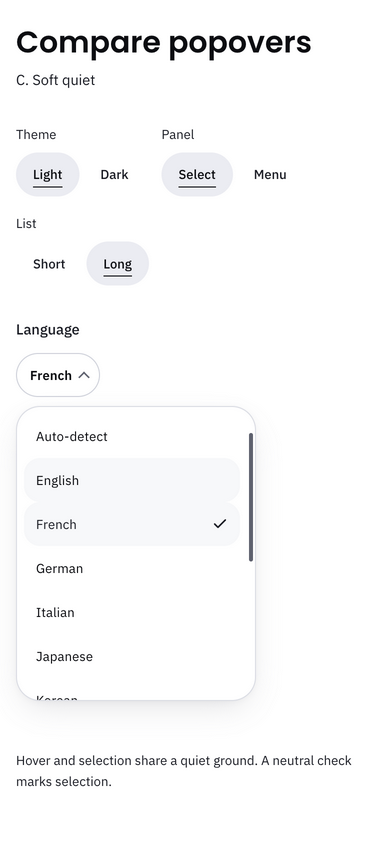 Compare popovers
C. Soft quiet
Theme
Panel
Light
Dark
Select
Menu
List
Short
Long
Language
French
Auto-detect
English
French
German
Italian
Japanese
Korean
Hover and selection share a quiet ground. A neutral check
marks selection.